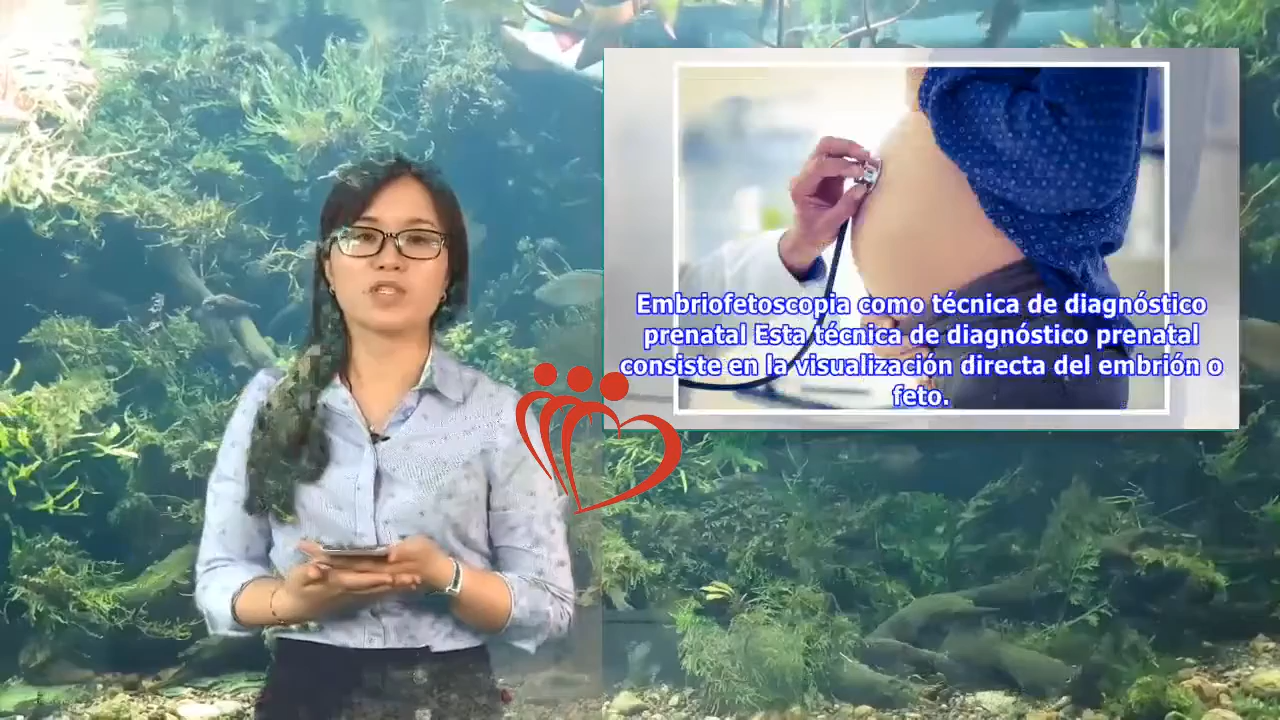 Embriofetoscopia como técnica de diagnóstico
prenatal Esta técnica de diagnóstico prenatal
consiste en la visualización directa del embrión o
feto.